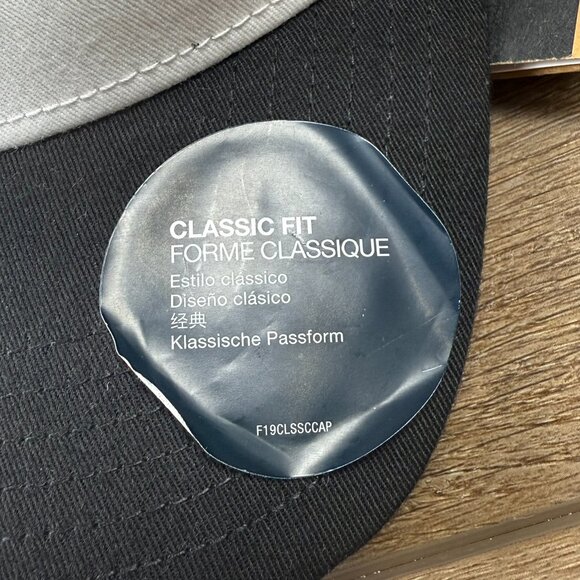 CLASSIC FIT
FORME CLASSIQUE
Estilo clássico
Diseño clásico
经典
Klassische Passform
F19CLSSCCAP